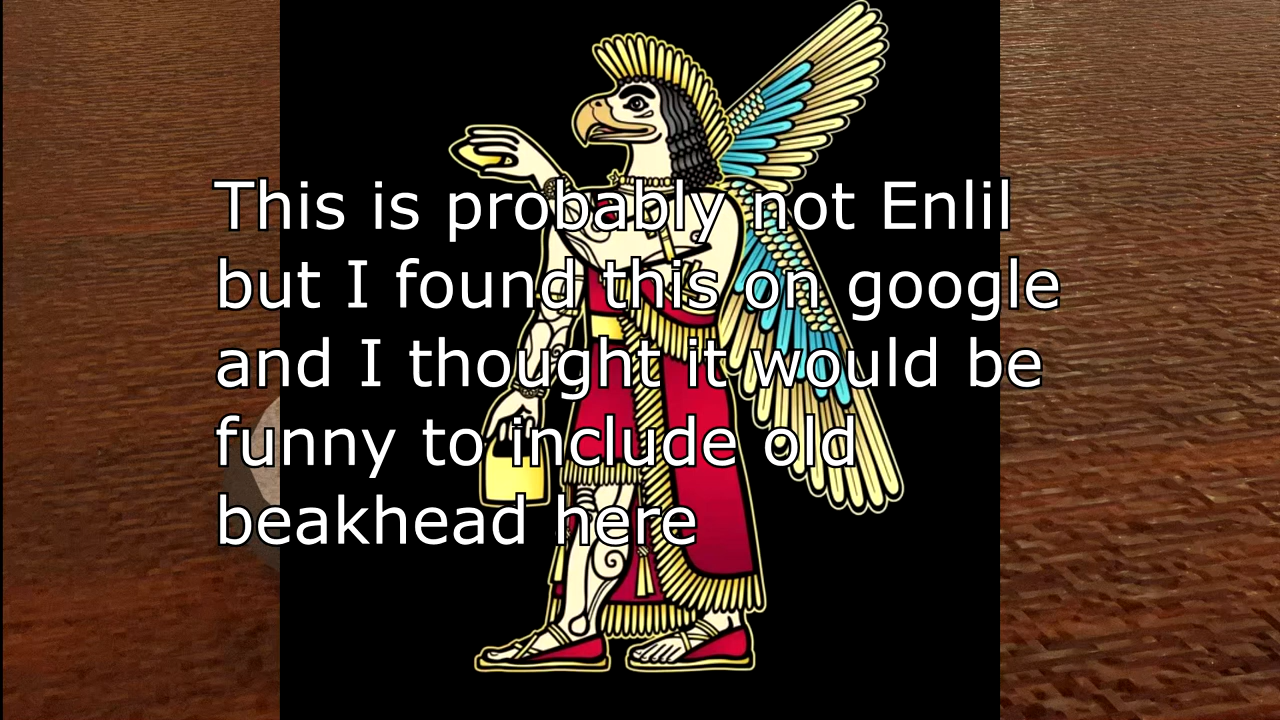 This is probably not Enlil
but I found this on google
and I thought it would be
funny to include old
beakhead here